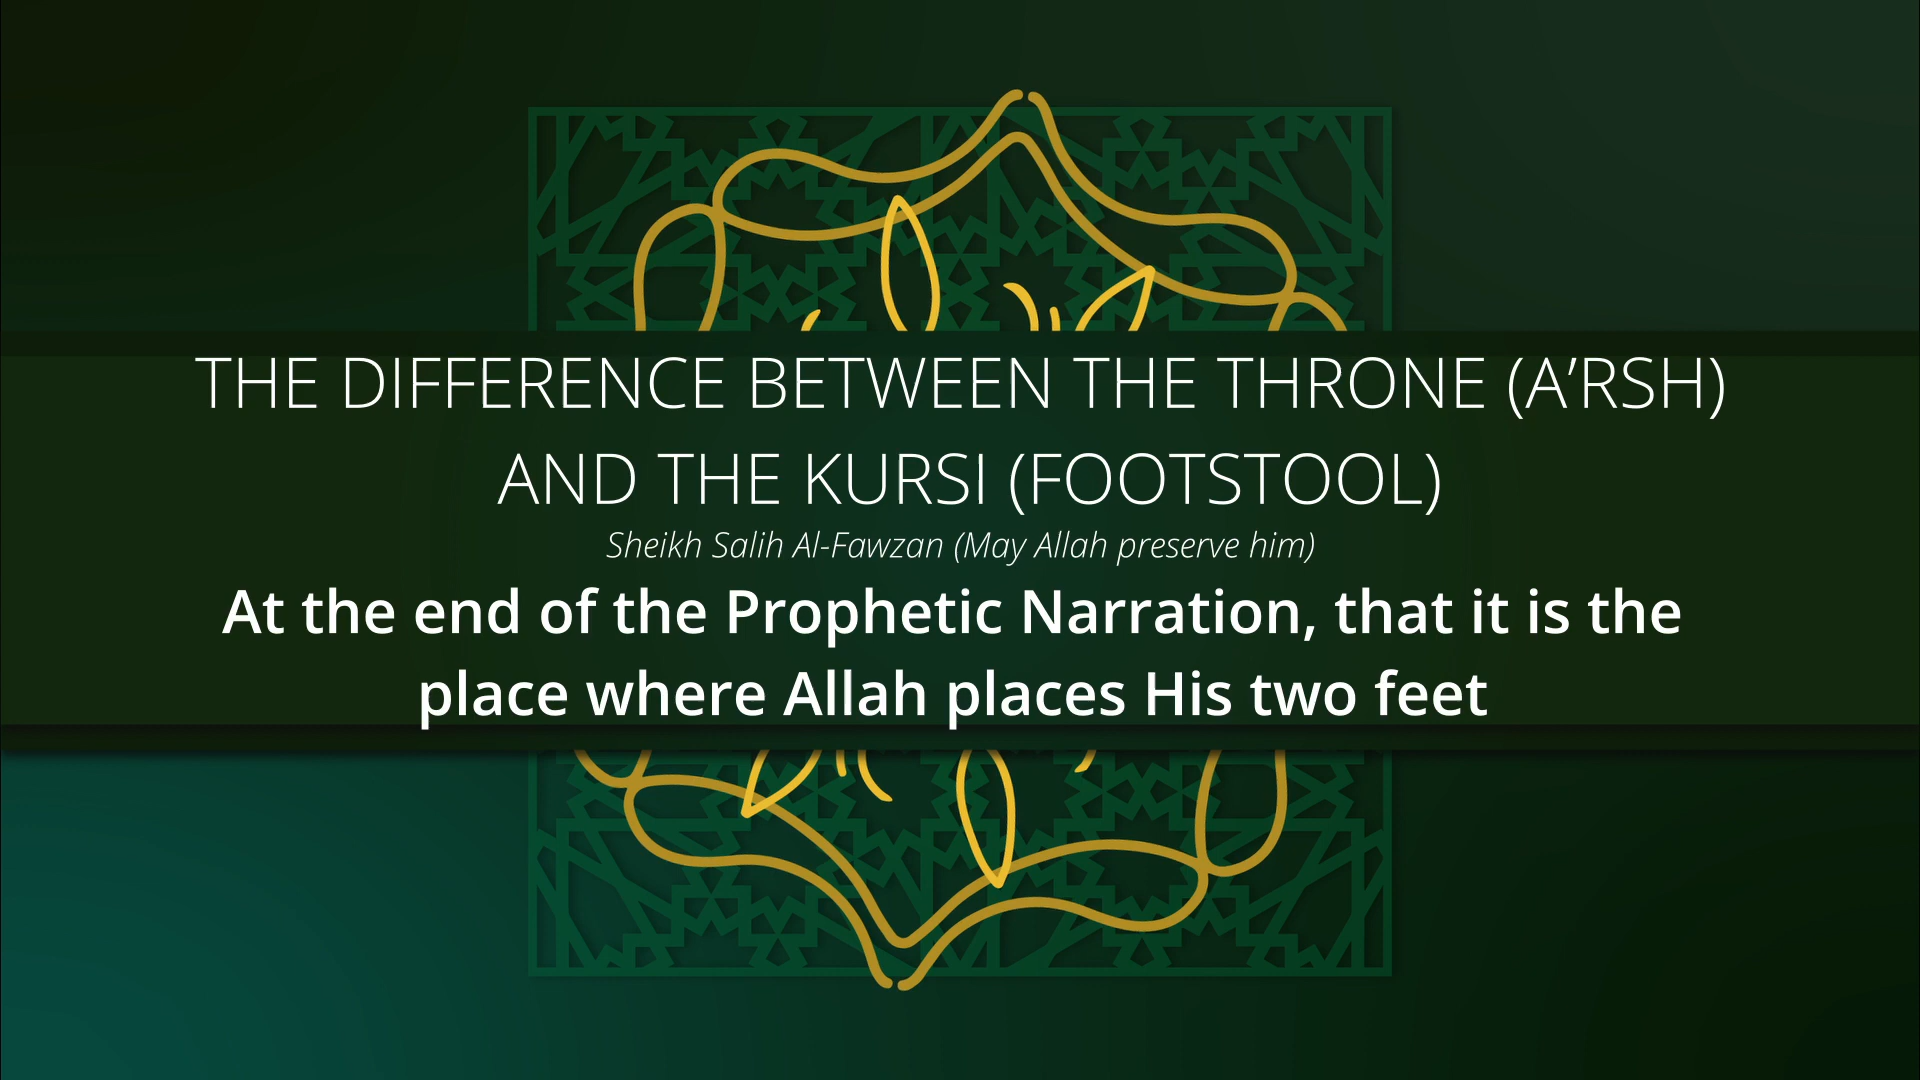 THE DIFFERENCE BETWEEN THE THRONE (A’RSH)
AND THE KURSI (FOOTSTOOL)
Sheikh Salih Al-Fawzan (May Allah preserve him)
At the end of the Prophetic Narration, that it is the
place where Allah places His two feet